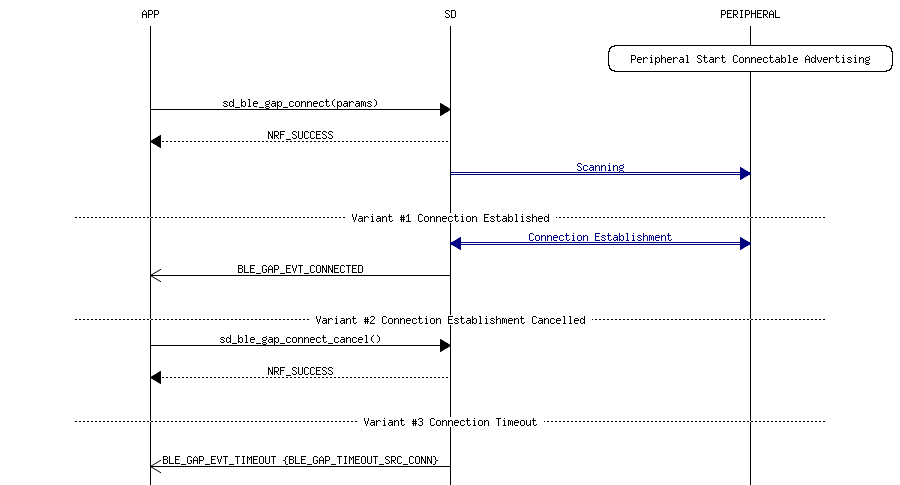 APP SD PERIPHERAL
Peripheral Start Connectable Advertising
sd_ble_gap_connect(params)
NRF_SUCCESS
Scanning
Variant #1 Connection Established
Connection Establishment
BLE_GAP_EVT_CONNECTED
Variant #2 Connection Establishment Cancelled
sd_ble_gap_connect_cancel()
NRF_SUCCESS
Variant #3 Connection Timeout
BLE_GAP_EVT_TIMEOUT {BLE_GAP_TIMEOUT_SRC_CONN}